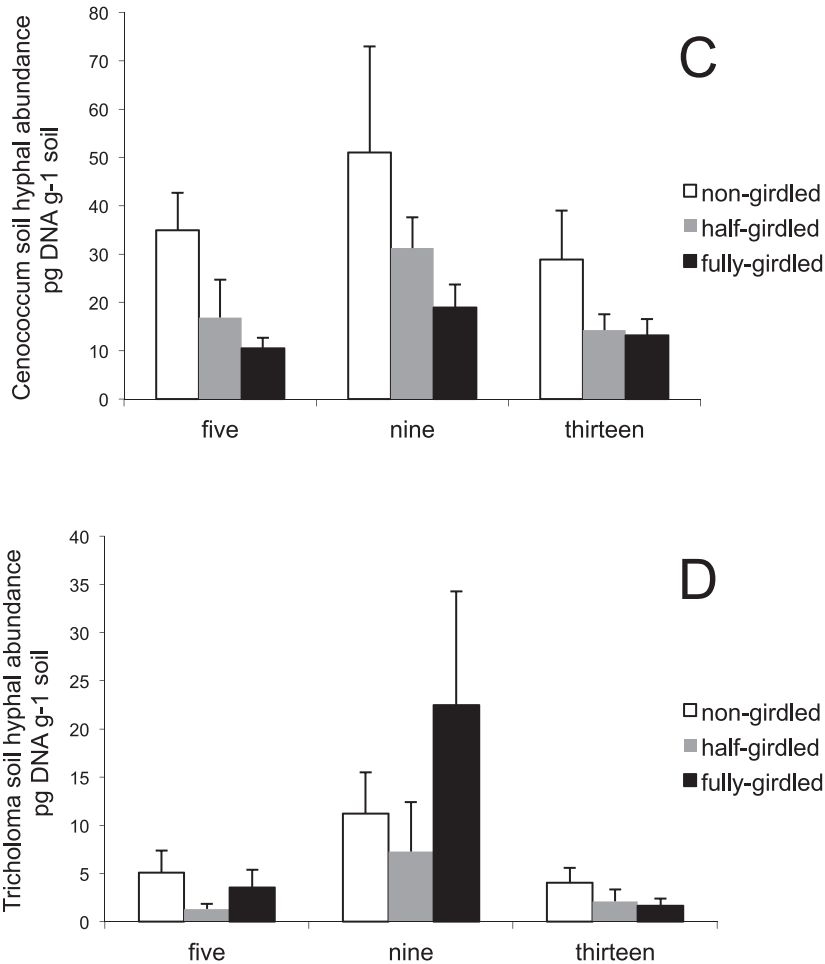 C
Cenococcum soil hyphal abundance
pg DNA g-1 soil
80
70
60
50
40
30
20
10
0
five nine thirteen
non-girdled
half-girdled
fully-girdled
D
Tricholoma soil hyphal abundance
pg DNA g-1 soil
40
35
30
25
20
15
10
5
0
five nine thirteen
non-girdled
half-girdled
fully-girdled